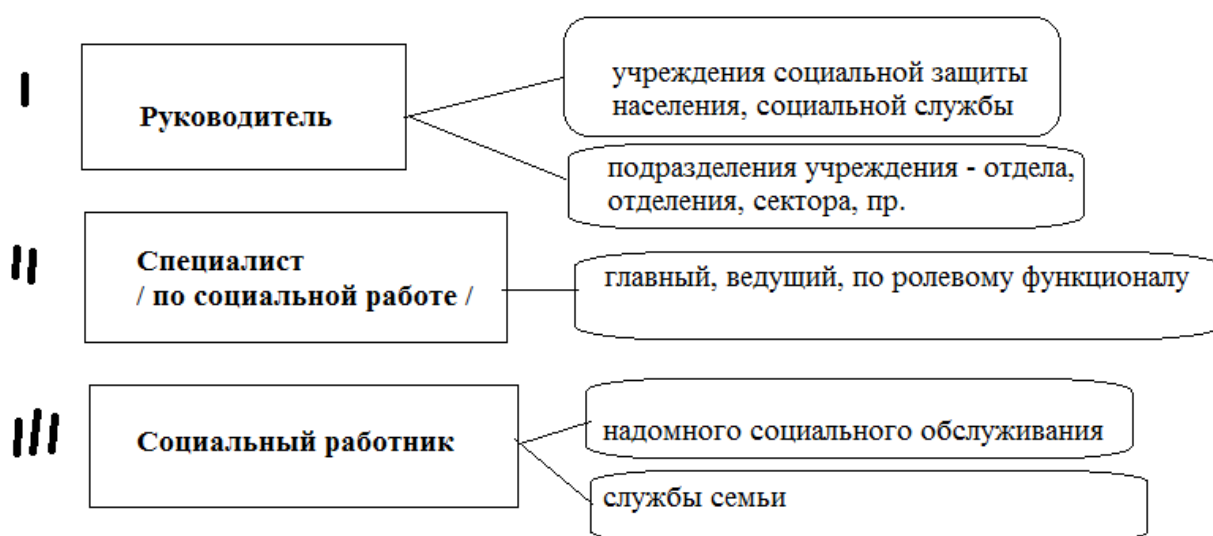 I
Руководитель
учреждения социальной защиты
населения, социальной службы
подразделения учреждения - отдела,
отделения, сектора, пр.
II
Специалист
/ по социальной работе /
главный, ведущий, по ролевому функционалу
III
Социальный работник
надомного социального обслуживания
службы семьи